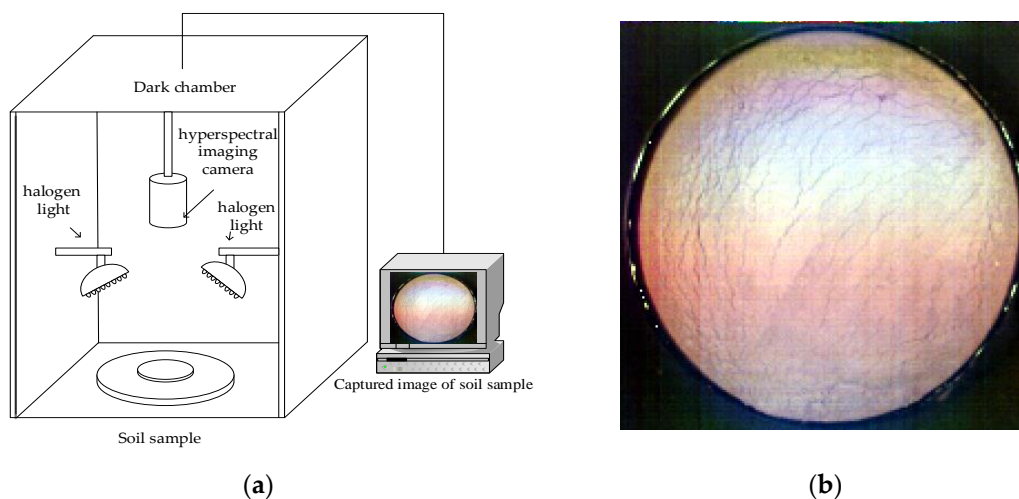 Dark chamber
hyperspectral
imaging
camera
halogen
light
halogen
light
Captured image of soil sample
Soil sample
(a)
(b)